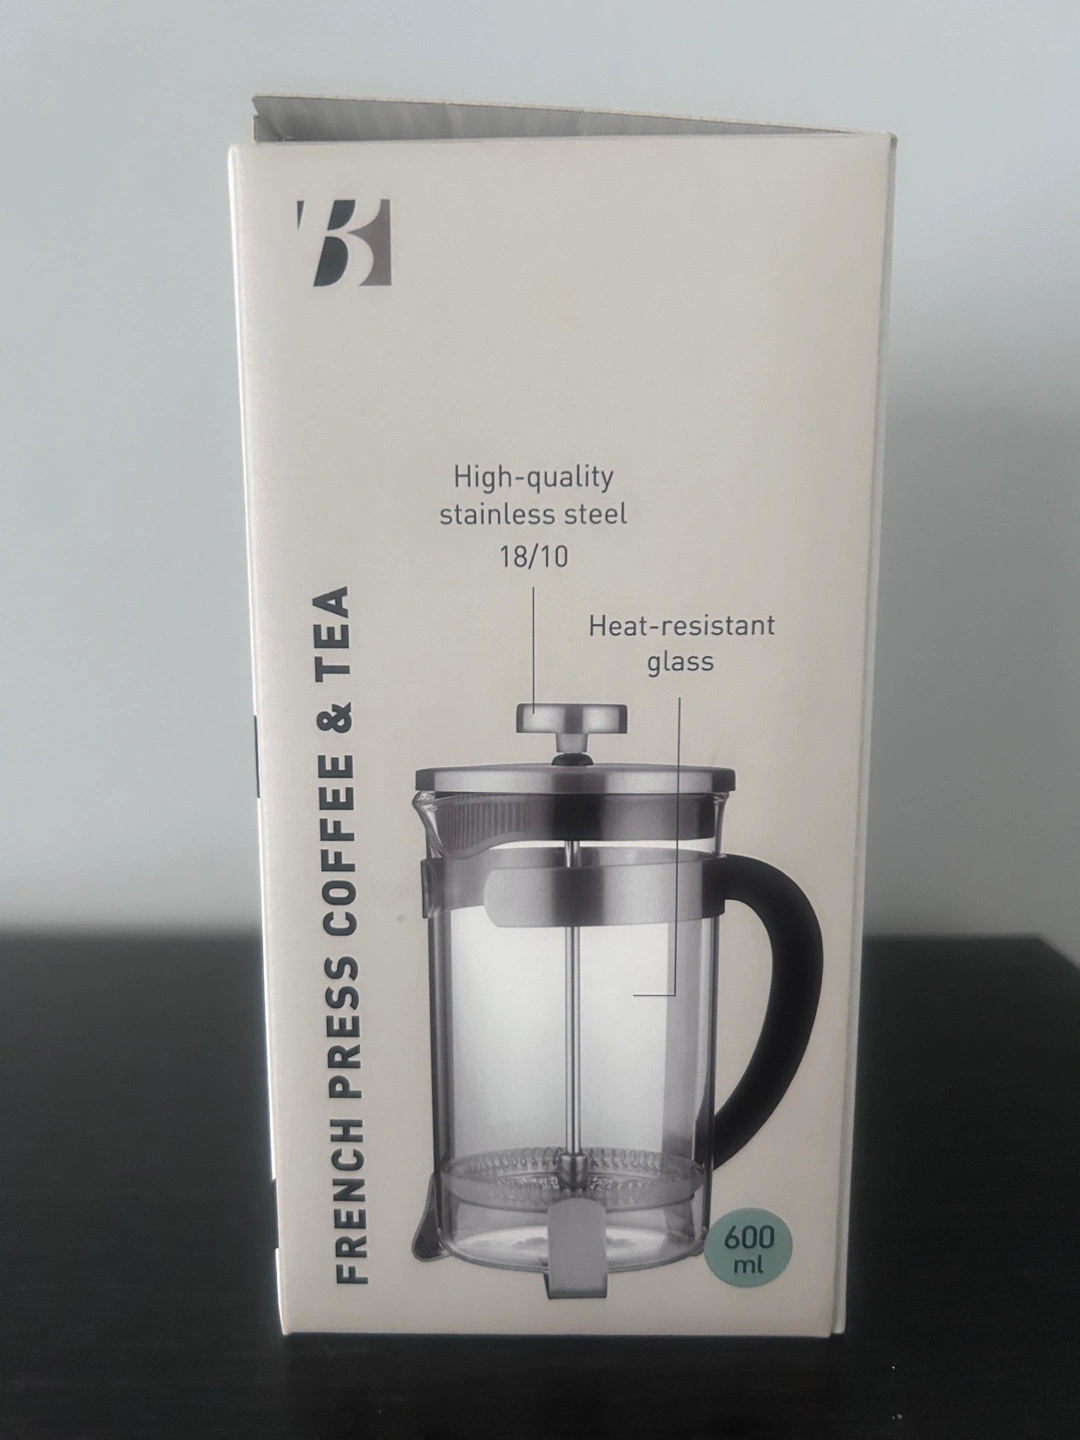 B
High-quality
stainless steel
18/10
Heat-resistant
glass
FRENCH PRESS COFFEE & TEA
600
ml